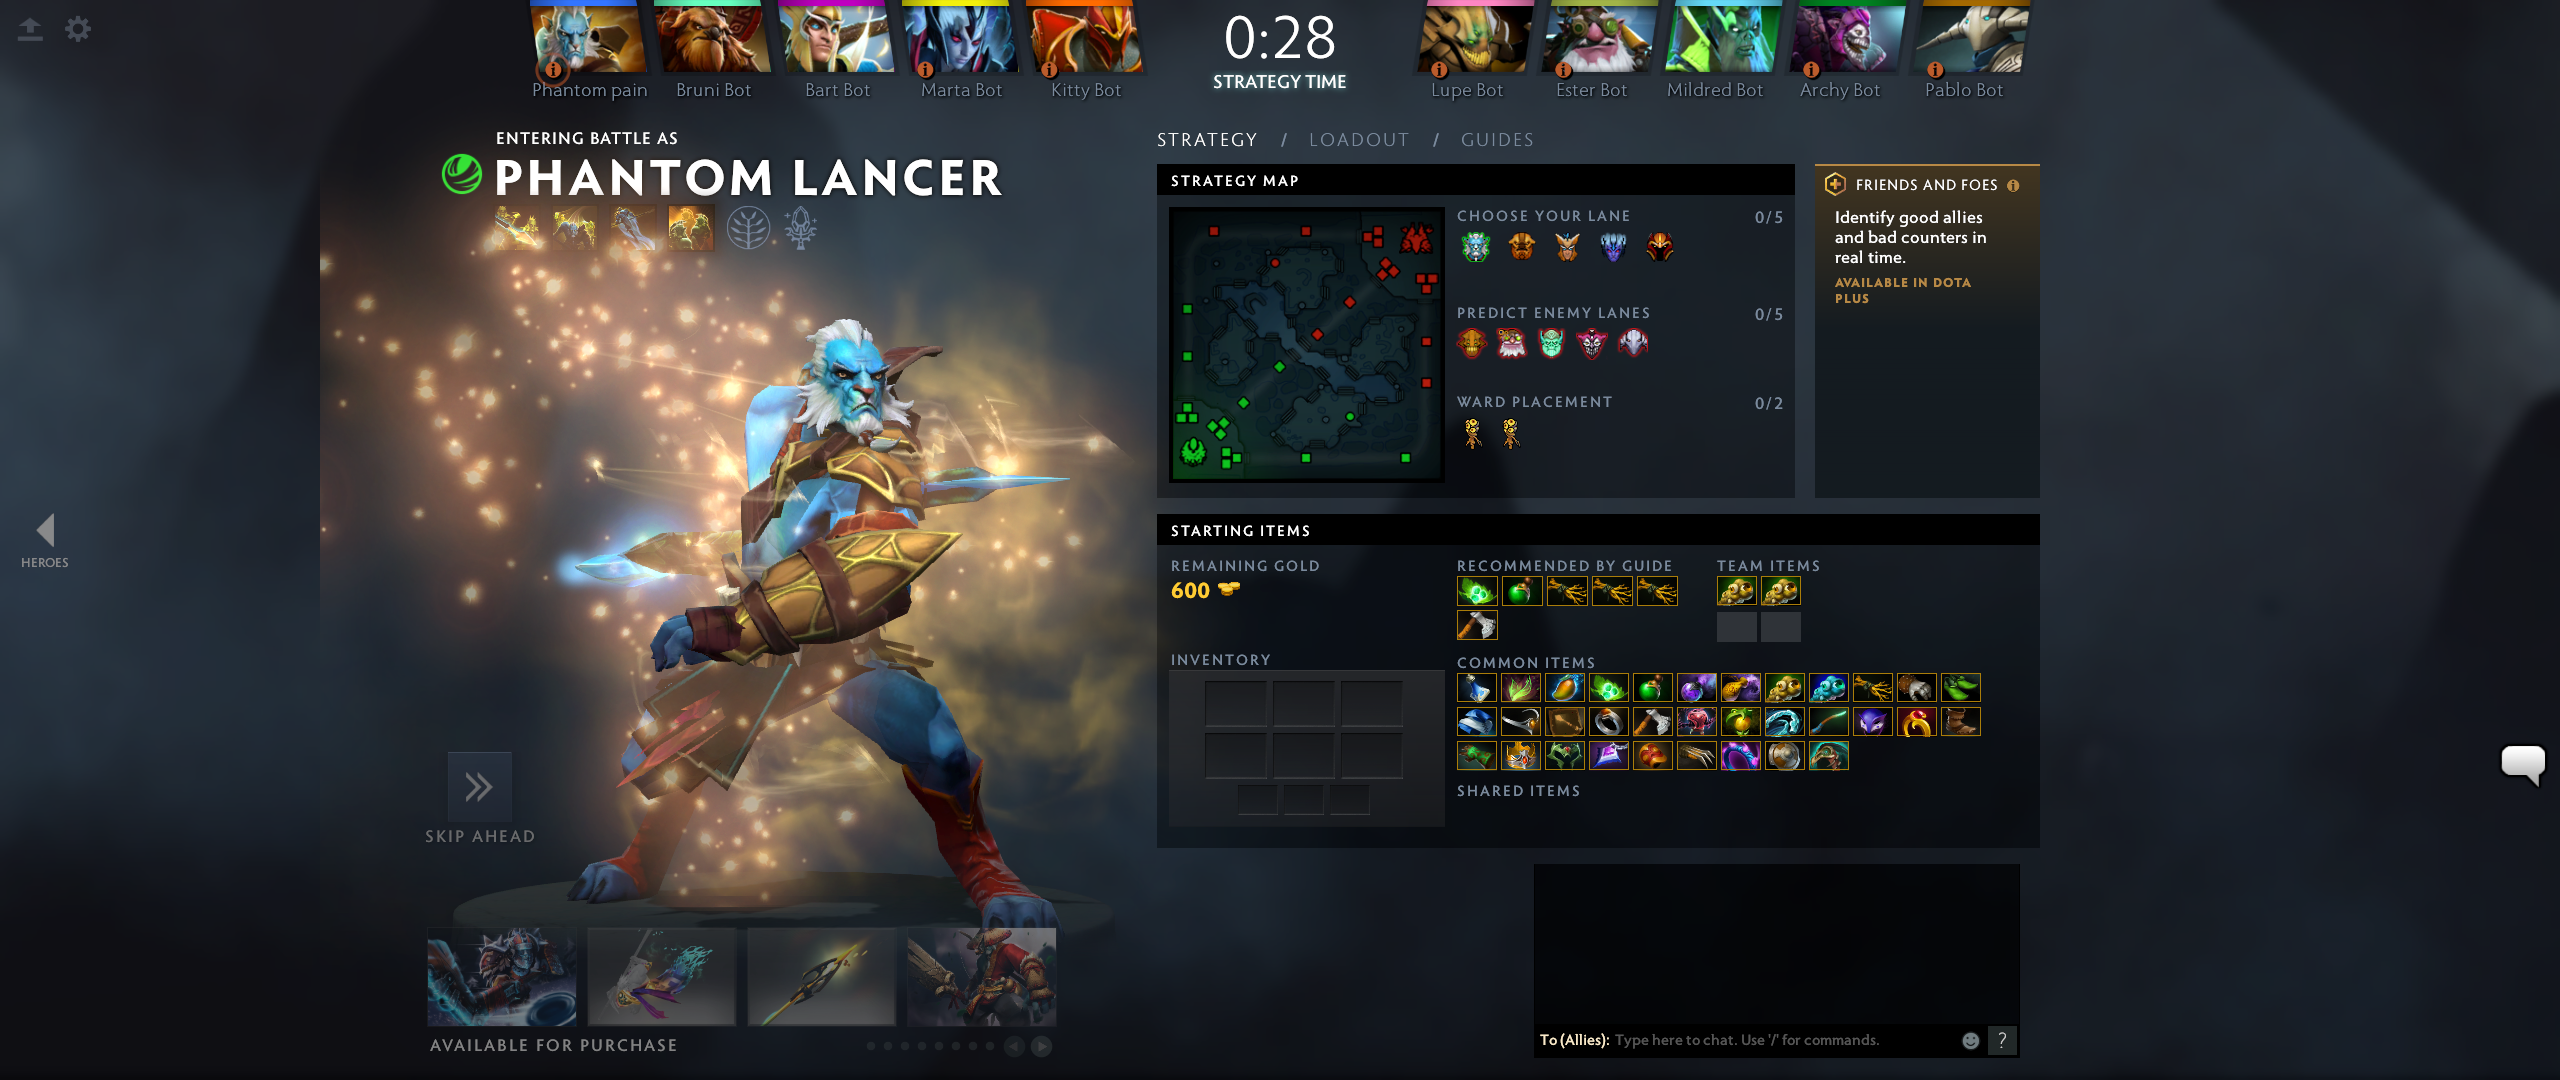 0:28
STRATEGY TIME
Phantom pain
Bruni Bot
Bart Bot
Marta Bot
Kitty Bot
Lupe Bot
Ester Bot
Mildred Bot
Archy Bot
Pablo Bot
ENTERING BATTLE AS
PHANTOM LANCER
HEROES
SKIP AHEAD
AVAILABLE FOR PURCHASE
STRATEGY / LOADOUT / GUIDES
STRATEGY MAP
CHOOSE YOUR LANE 0/5
PREDICT ENEMY LANES 0/5
WARD PLACEMENT 0/2
FRIENDS AND FOES
Identify good allies
and bad counters in
real time.
AVAILABLE IN DOTA
PLUS
STARTING ITEMS
REMAINING GOLD
600
INVENTORY
RECOMMENDED BY GUIDE
TEAM ITEMS
COMMON ITEMS
SHARED ITEMS
To (Allies): Type here to chat. Use '/' for commands.
?